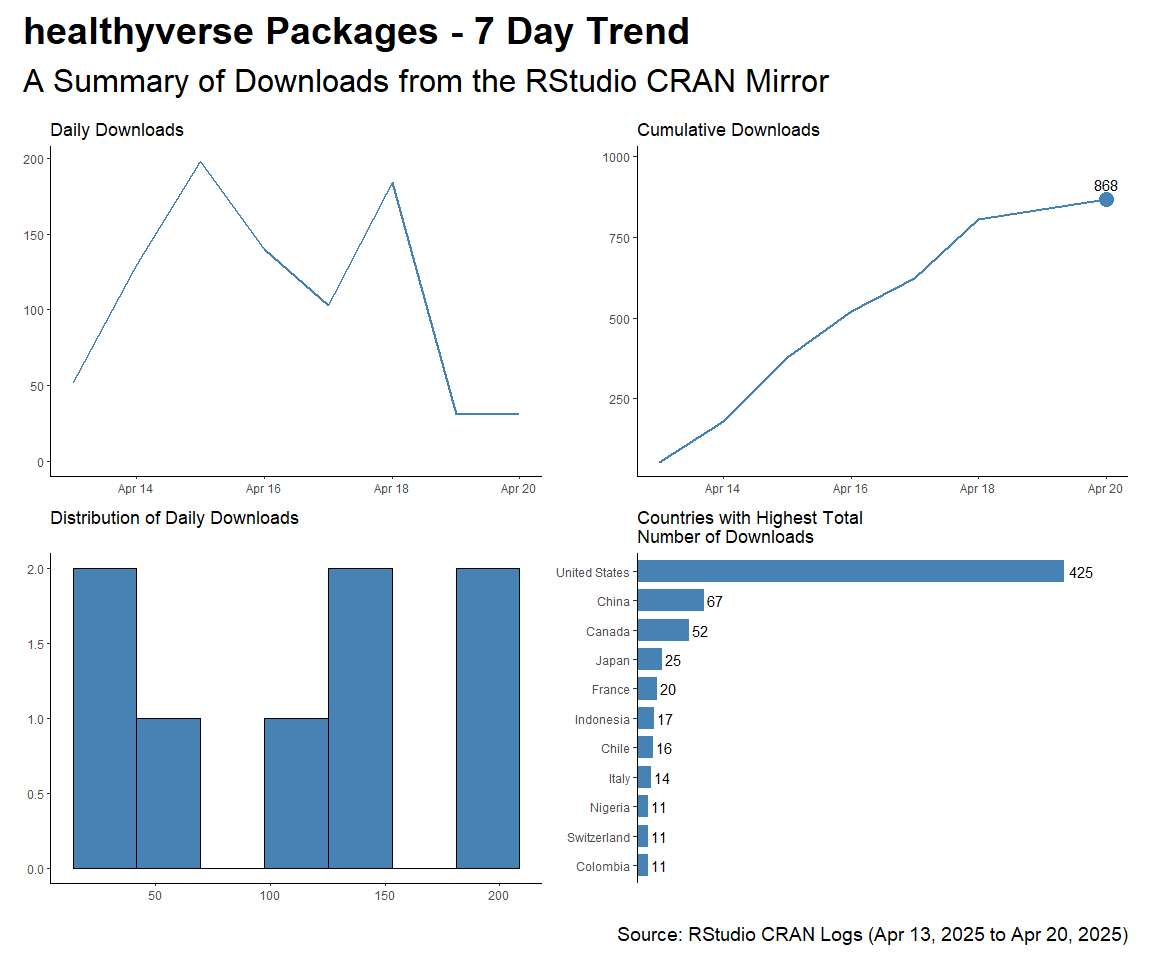 healthyverse Packages - 7 Day Trend
A Summary of Downloads from the RStudio CRAN Mirror
Daily Downloads
200
150
100
50
0
Apr 14
Apr 16
Apr 18
Apr 20
Cumulative Downloads
1000
750
500
250
868
Apr 14
Apr 16
Apr 18
Apr 20
Distribution of Daily Downloads
2.0
1.5
1.0
0.5
0.0
50
100
150
200
Countries with Highest Total
Number of Downloads
United States 425
China 67
Canada 52
Japan 25
France 20
Indonesia 17
Chile 16
Italy 14
Nigeria 11
Switzerland 11
Colombia 11
Source: RStudio CRAN Logs (Apr 13, 2025 to Apr 20, 2025)